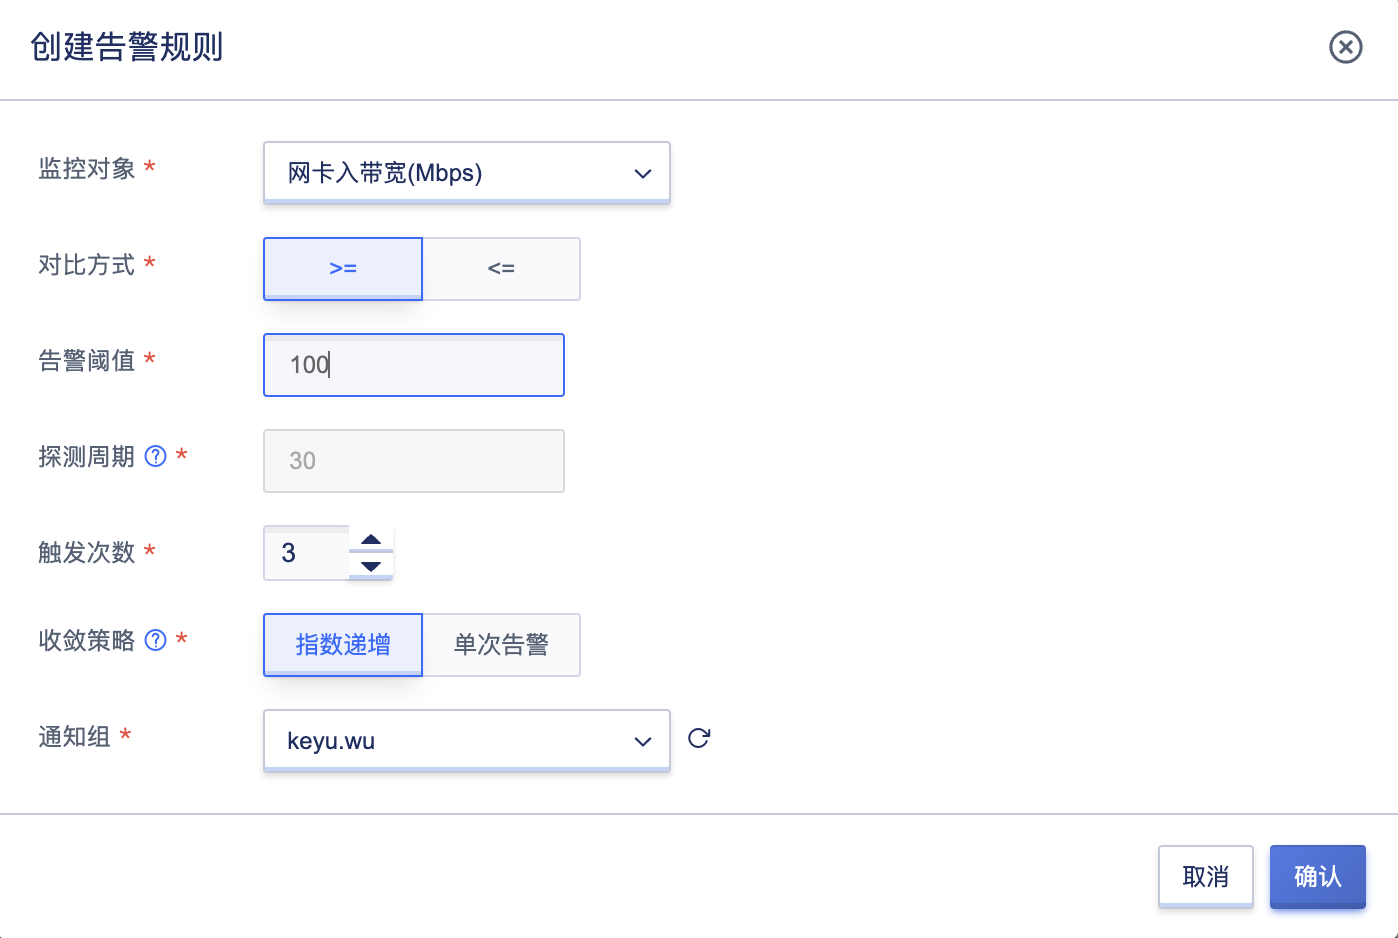 创建告警规则
监控对象 *
网卡入带宽(Mbps)
对比方式 *
>=
<=
告警阈值 *
100
探测周期 ? *
30
触发次数 *
3
收敛策略 ? *
指数递增
单次告警
通知组 *
keyu.wu
取消
确认